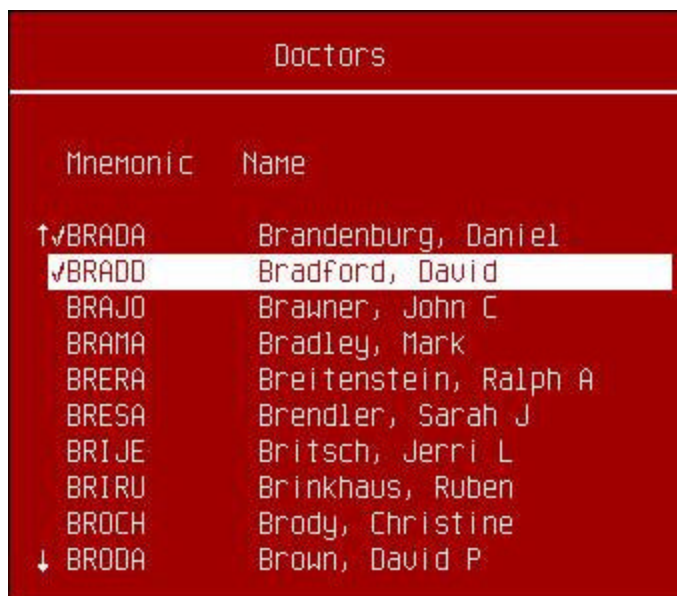 Doctors
Mnemonic Name
↑√BRADA Brandenburg, Daniel
√BRADD Bradford, David
BRAJO Brawner, John C
BRAMA Bradley, Mark
BRERA Breitenstein, Ralph A
BRESA Brendler, Sarah J
BRIJE Britsch, Jerri L
BRIRU Brinkhaus, Ruben
BROCH Brody, Christine
↓ BRODA Brown, David P